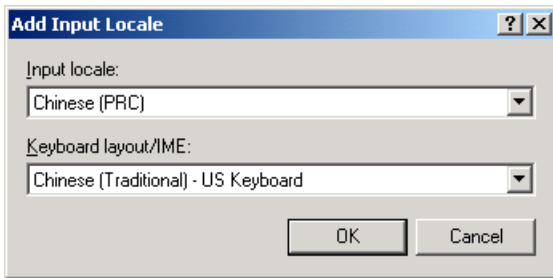 Add Input Locale
Input locale:
Chinese (PRC)
Keyboard layout/IME:
Chinese (Traditional) - US Keyboard
OK Cancel